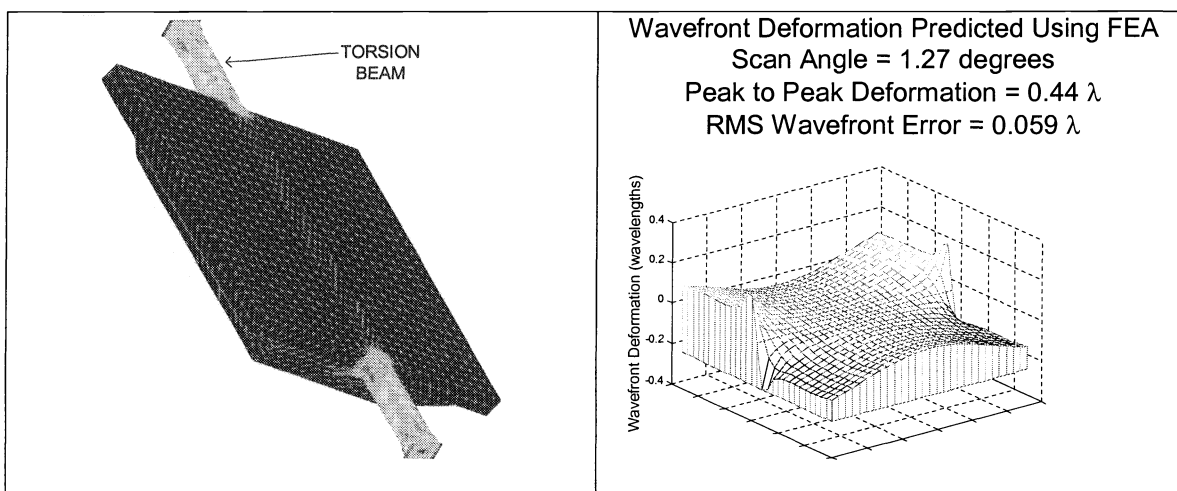 TORSION
BEAM
Wavefront Deformation Predicted Using FEA
Scan Angle = 1.27 degrees
Peak to Peak Deformation = 0.44 λ
RMS Wavefront Error = 0.059 λ
Wavefront Deformation (wavelengths)
0.4
0.2
0
-0.2
-0.4